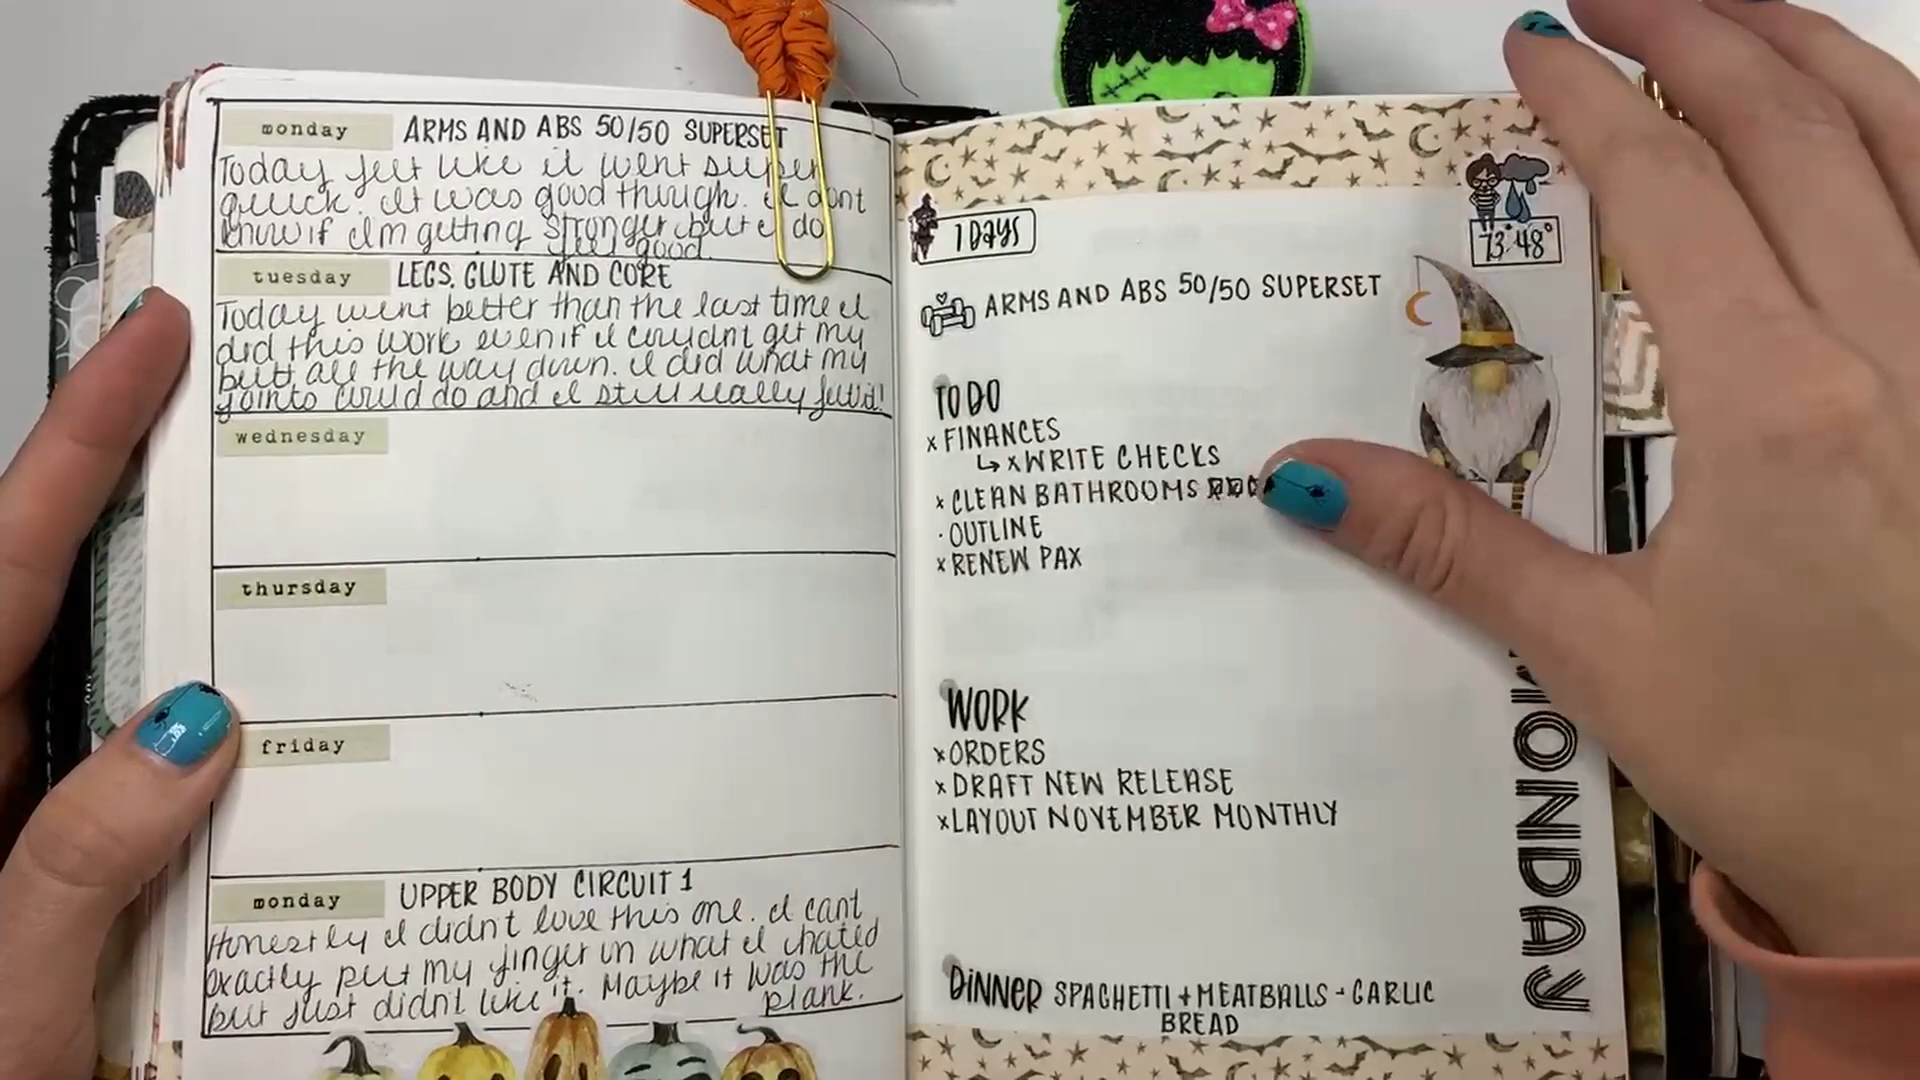 monday ARMS AND ABS 50/50 SUPERSET
Today felt like it went super
quick. It was good though. I dont
know if Im getting stronger but I do
feel good.
tuesday LEGS, GLUTE AND CORE
Today went better than the last time I
did this work even if I couldnt get my
butt all the way down. I did what my
joints could do and I still really felt it!
wednesday
thursday
friday
monday UPPER BODY CIRCUIT 1
Honestly I didn't love this one. I cant
exactly put my finger on what I hated
but just didn't like it. Maybe it was the
plank.
7 DAYS
73° 48°
ARMS AND ABS 50/50 SUPERSET
TO DO
x FINANCES
↳ x WRITE CHECKS
x CLEAN BATHROOMS
· OUTLINE
x RENEW PAX
WORK
x ORDERS
x DRAFT NEW RELEASE
x LAYOUT NOVEMBER MONTHLY
DINNER SPAGHETTI + MEATBALLS - GARLIC
BREAD
MONDAY